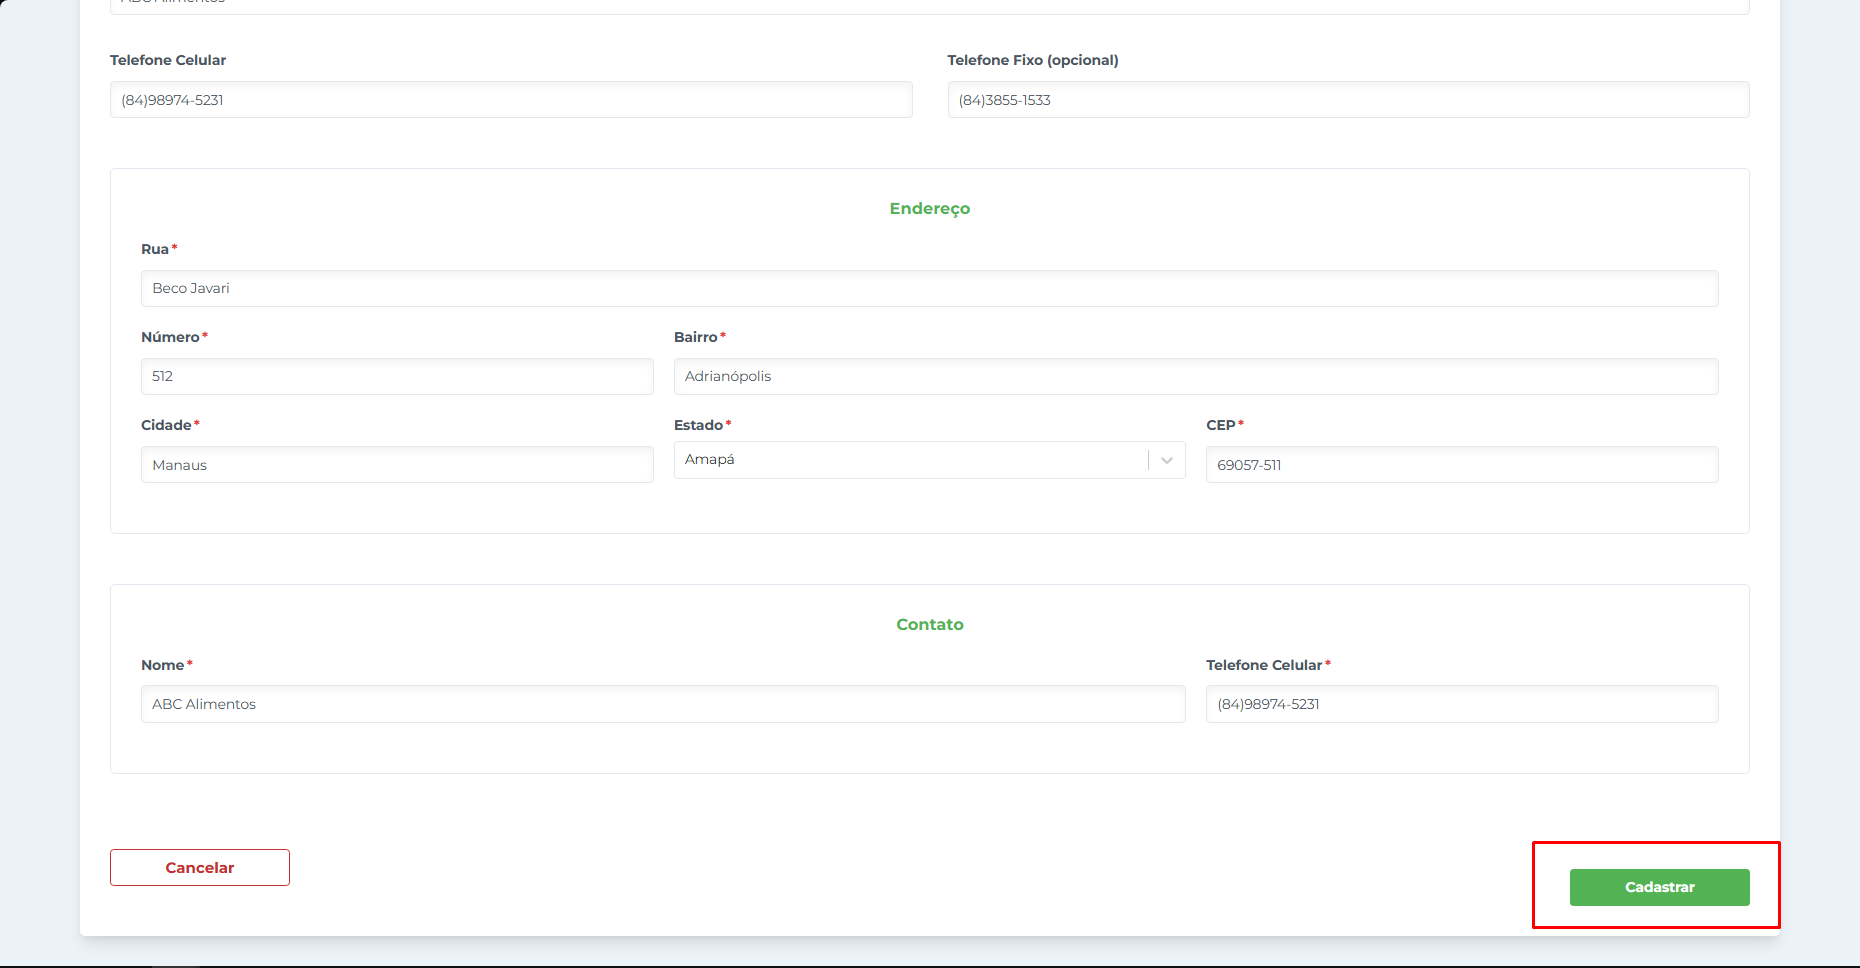 Telefone Celular
Telefone Fixo (opcional)
(84)98974-5231
(84)3855-1533
Endereço
Rua*
Beco Javari
Número*
Bairro*
512
Adrianópolis
Cidade*
Estado*
CEP*
Manaus
Amapá
69057-511
Contato
Nome*
Telefone Celular*
ABC Alimentos
(84)98974-5231
Cancelar
Cadastrar